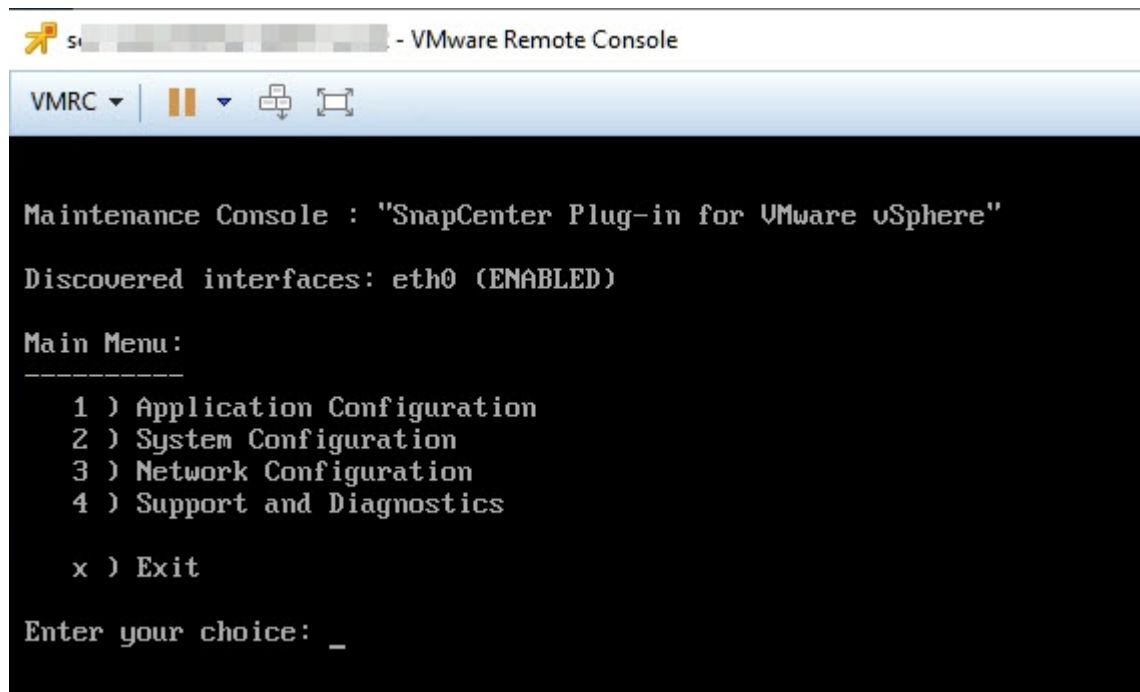 - VMware Remote Console
VMRC
Maintenance Console : "SnapCenter Plug-in for VMware vSphere"
Discovered interfaces: eth0 (ENABLED)
Main Menu:
----------
1 ) Application Configuration
2 ) System Configuration
3 ) Network Configuration
4 ) Support and Diagnostics
x ) Exit
Enter your choice: _